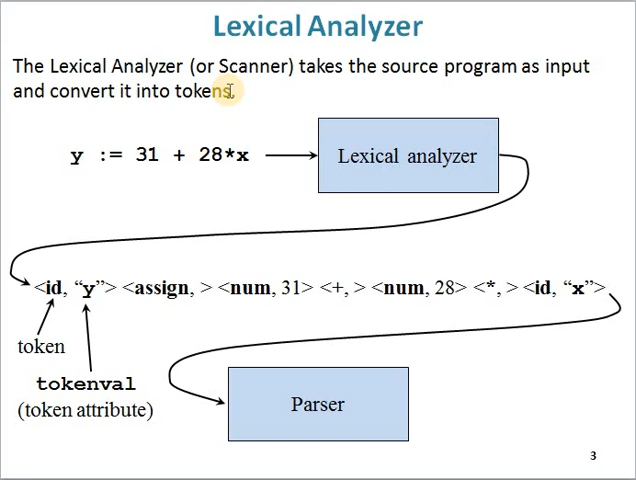 Lexical Analyzer
The Lexical Analyzer (or Scanner) takes the source program as input
and convert it into tokens.
y := 31 + 28*x
Lexical analyzer
<id, “y”> <assign, > <num, 31> <+, > <num, 28> <*, > <id, “x”>
token
tokenval
(token attribute)
Parser
3